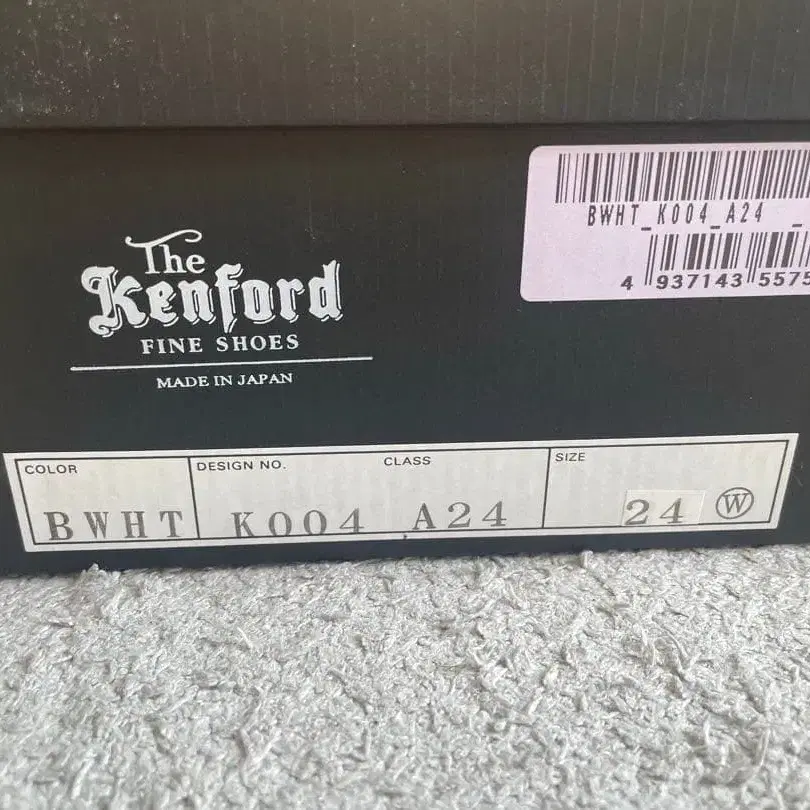 BWHT_K004_A24 _
4 937143 5575
The
Kenford
FINE SHOES
MADE IN JAPAN
COLOR DESIGN NO. CLASS SIZE
BWHT K004 A24 24 W